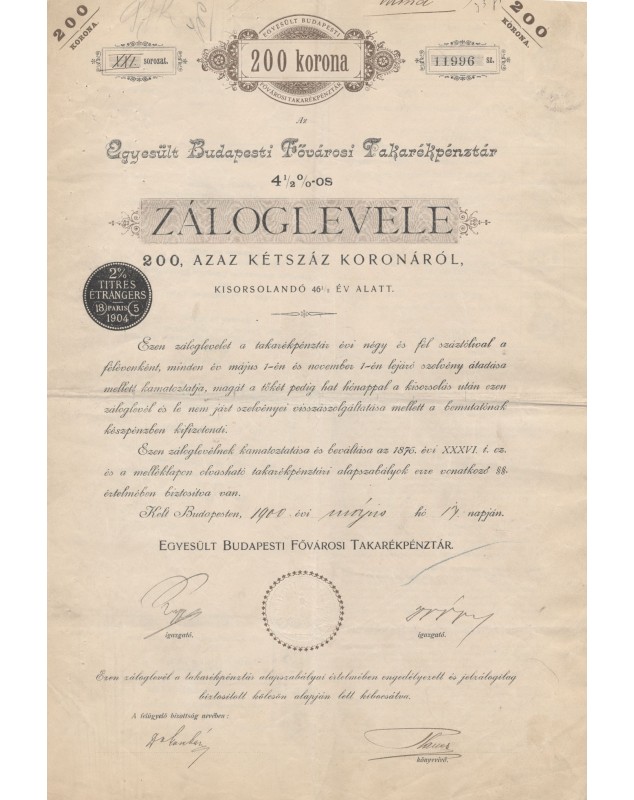 200 KORONA.
200 KORONA.
EGYESÜLT BUDAPESTI
XXI. sorozat.
200 korona
11996 sz.
FŐVÁROSI TAKARÉKPÉNZTÁR
Az
Egyesült Budapesti Fővárosi Takarékpénztár
4½%-OS
ZÁLOGLEVELE
200, AZAZ KÉTSZÁZ KORONÁRÓL,
KISORSOLANDÓ 46½ ÉV ALATT.
2%
TITRES
ÉTRANGERS
18 PARIS 5
1904
Ezen záloglevelet a takarékpénztár évi négy és fél száztólival a
félévenként, minden év május 1-én és november 1-én lejáró szelvény átadása
mellett kamatoztatja, magát a tőkét pedig hat hónappal a kisorsolás után ezen
záloglevél és le nem járt szelvényei visszaszolgáltatása mellett a bemutatónak
készpénzben kifizetendi.
Ezen záloglevélnek kamatoztatása és beváltása az 1876. évi XXXVI. t. cz.
és a melléklapon olvasható takarékpénztári alapszabályok erre vonatkozó §§.
értelmében biztosítva van.
Kelt Budapesten, 1900 évi május hó 17. napján.
EGYESÜLT BUDAPESTI FŐVÁROSI TAKARÉKPÉNZTÁR.
igazgató.
igazgató.
Ezen záloglevél a takarékpénztár alapszabályai értelmében engedélyezett és jelzálogilag
biztosított kölcsön alapján lett kibocsátva.
A felügyelő bizottság nevében:
könyvvivő.